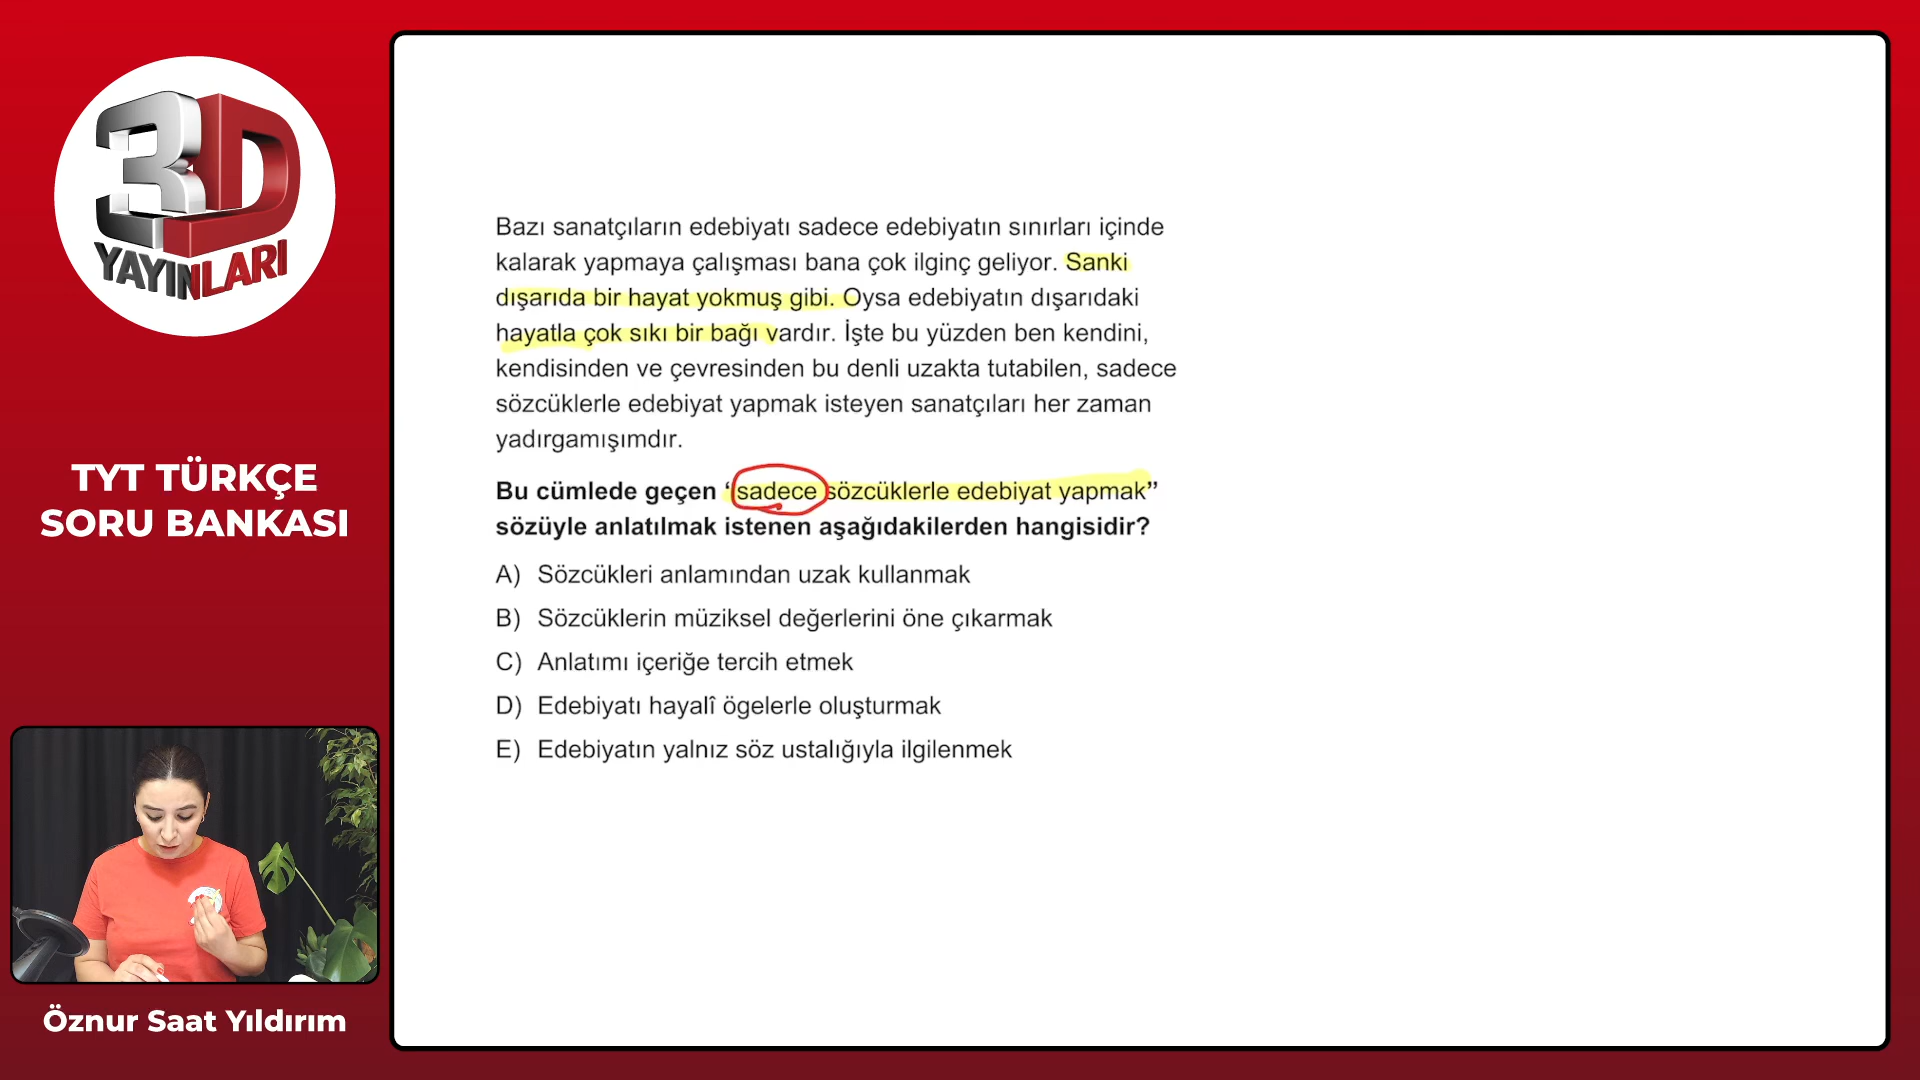 3D
YAYINLARI
TYT TÜRKÇE
SORU BANKASI
Öznur Saat Yıldırım
Bazı sanatçıların edebiyatı sadece edebiyatın sınırları içinde
kalarak yapmaya çalışması bana çok ilginç geliyor. Sanki
dışarıda bir hayat yokmuş gibi. Oysa edebiyatın dışarıdaki
hayatla çok sıkı bir bağı vardır. İşte bu yüzden ben kendini,
kendisinden ve çevresinden bu denli uzakta tutabilen, sadece
sözcüklerle edebiyat yapmak isteyen sanatçıları her zaman
yadırgamışımdır.
Bu cümlede geçen “sadece sözcüklerle edebiyat yapmak”
sözüyle anlatılmak istenen aşağıdakilerden hangisidir?
A) Sözcükleri anlamından uzak kullanmak
B) Sözcüklerin müziksel değerlerini öne çıkarmak
C) Anlatımı içeriğe tercih etmek
D) Edebiyatı hayalî ögelerle oluşturmak
E) Edebiyatın yalnız söz ustalığıyla ilgilenmek